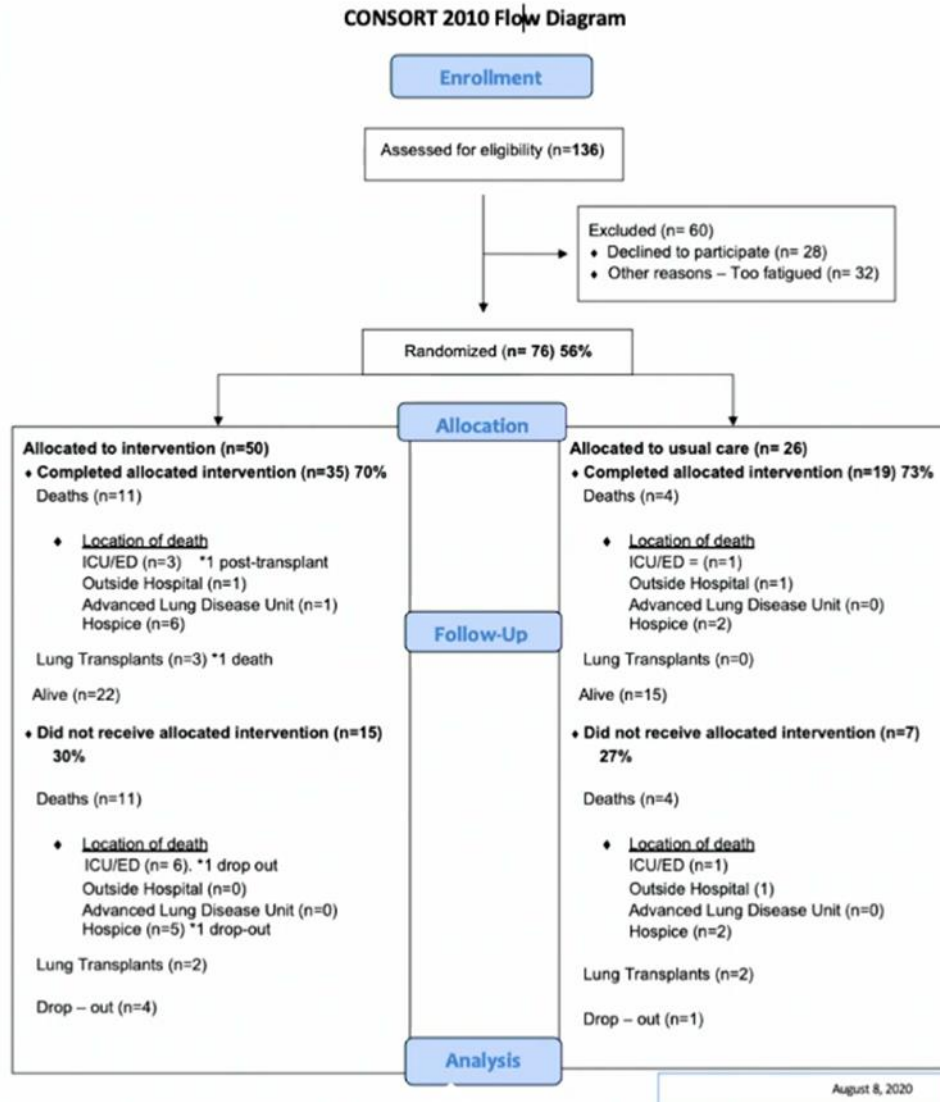 CONSORT 2010 Flow Diagram
Enrollment
Assessed for eligibility (n=136)
Excluded (n= 60)
♦ Declined to participate (n= 28)
♦ Other reasons – Too fatigued (n= 32)
Randomized (n= 76) 56%
Allocation
Allocated to intervention (n=50)
♦ Completed allocated intervention (n=35) 70%
Deaths (n=11)
♦ Location of death
ICU/ED (n=3) *1 post-transplant
Outside Hospital (n=1)
Advanced Lung Disease Unit (n=1)
Hospice (n=6)
Lung Transplants (n=3) *1 death
Alive (n=22)
♦ Did not receive allocated intervention (n=15)
30%
Deaths (n=11)
♦ Location of death
ICU/ED (n= 6). *1 drop out
Outside Hospital (n=0)
Advanced Lung Disease Unit (n=0)
Hospice (n=5) *1 drop-out
Lung Transplants (n=2)
Drop – out (n=4)
Allocated to usual care (n= 26)
♦ Completed allocated intervention (n=19) 73%
Deaths (n=4)
♦ Location of death
ICU/ED = (n=1)
Outside Hospital (n=1)
Advanced Lung Disease Unit (n=0)
Hospice (n=2)
Lung Transplants (n=0)
Alive (n=15)
♦ Did not receive allocated intervention (n=7)
27%
Deaths (n=4)
♦ Location of death
ICU/ED (n=1)
Outside Hospital (1)
Advanced Lung Disease Unit (n=0)
Hospice (n=2)
Lung Transplants (n=2)
Drop – out (n=1)
Follow-Up
Analysis
August 8, 2020